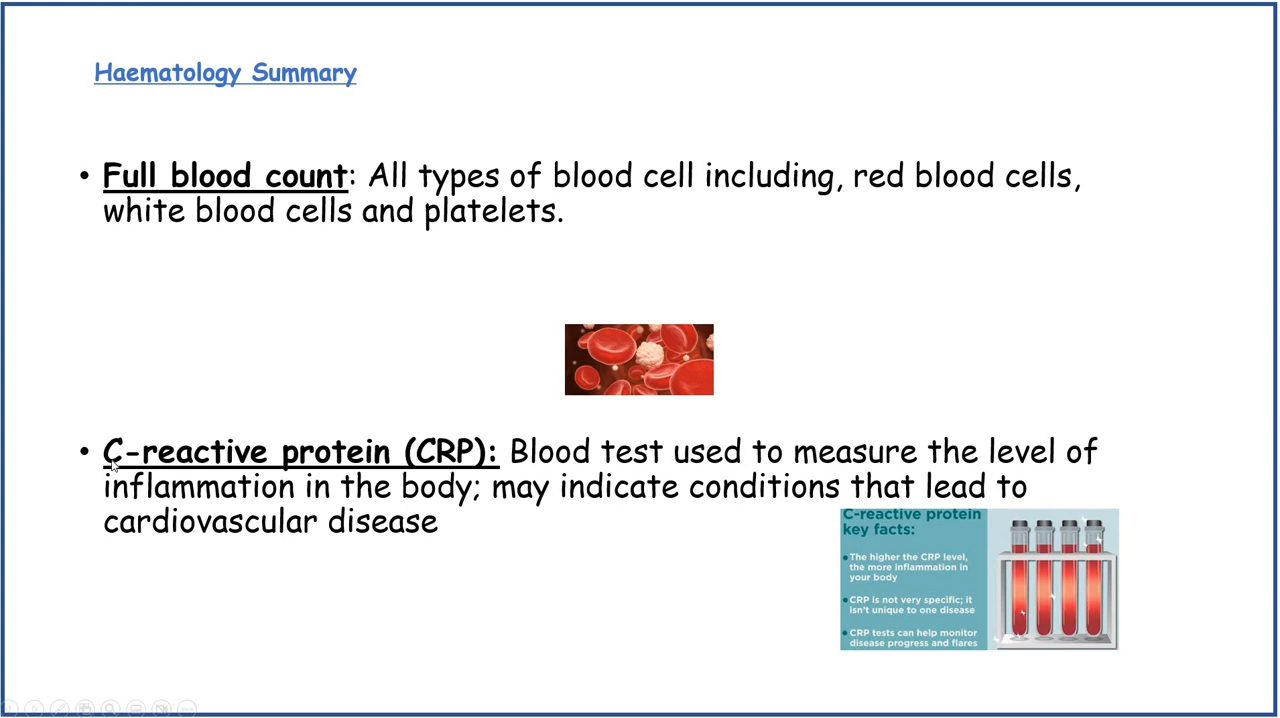 Haematology Summary
• Full blood count: All types of blood cell including, red blood cells,
white blood cells and platelets.
• C-reactive protein (CRP): Blood test used to measure the level of
inflammation in the body; may indicate conditions that lead to
cardiovascular disease
C-reactive protein
key facts:
• The higher the CRP level,
the more inflammation in
your body
• CRP is not very specific; it
isn't unique to one disease
• CRP tests can help monitor
disease progress and flares